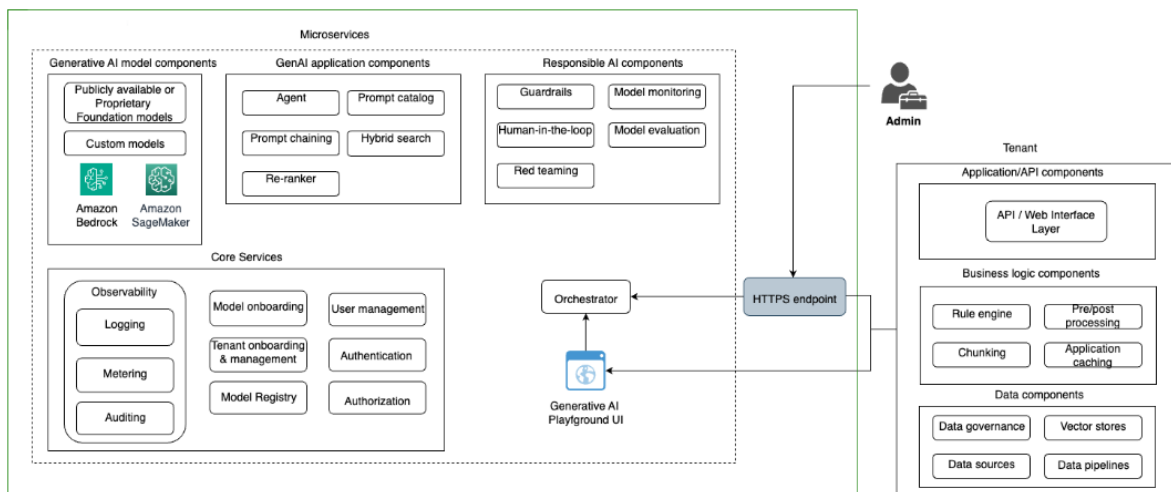 Microservices
Generative AI model components
Publicly available or
Proprietary
Foundation models
Custom models
Amazon
Bedrock
Amazon
SageMaker
GenAI application components
Agent
Prompt catalog
Prompt chaining
Hybrid search
Re-ranker
Responsible AI components
Guardrails
Model monitoring
Human-in-the-loop
Model evaluation
Red teaming
Core Services
Observability
Logging
Metering
Auditing
Model onboarding
User management
Tenant onboarding
& management
Authentication
Model Registry
Authorization
Orchestrator
Generative AI
Playfground UI
HTTPS endpoint
Admin
Tenant
Application/API components
API / Web Interface
Layer
Business logic components
Rule engine
Pre/post
processing
Chunking
Application
caching
Data components
Data governance
Vector stores
Data sources
Data pipelines